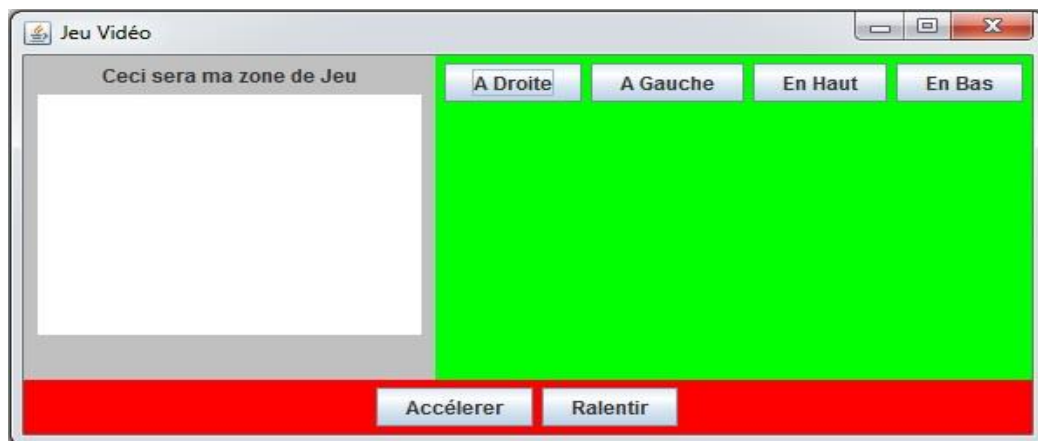 Jeu Vidéo
Ceci sera ma zone de Jeu
A Droite A Gauche En Haut En Bas
Accélerer Ralentir